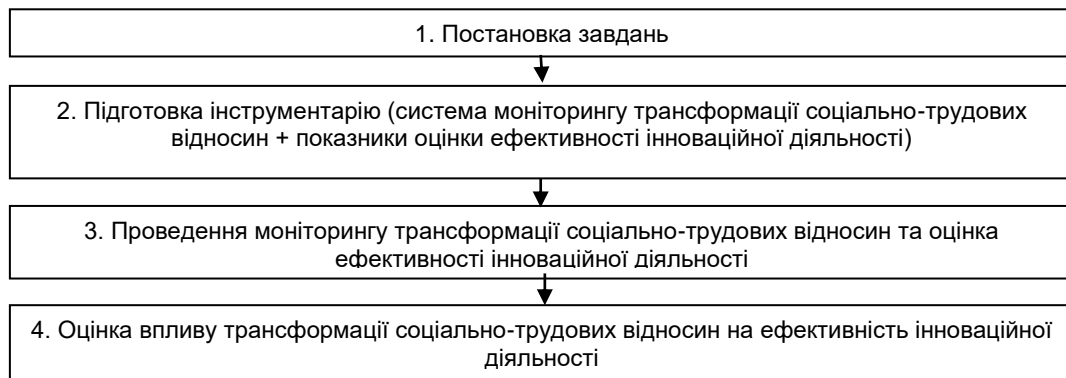 1. Постановка завдань
2. Підготовка інструментарію (система моніторингу трансформації соціально-трудових
відносин + показники оцінки ефективності інноваційної діяльності)
3. Проведення моніторингу трансформації соціально-трудових відносин та оцінка
ефективності інноваційної діяльності
4. Оцінка впливу трансформації соціально-трудових відносин на ефективність інноваційної
діяльності